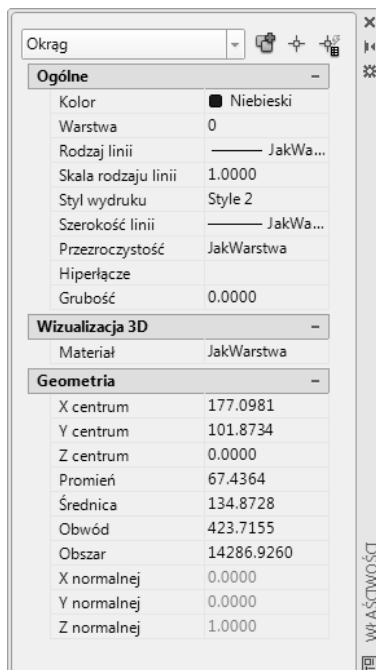 Okrąg
Ogólne
Kolor Niebieski
Warstwa 0
Rodzaj linii JakWa...
Skala rodzaju linii 1.0000
Styl wydruku Style 2
Szerokość linii JakWa...
Przezroczystość JakWarstwa
Hiperłącze
Grubość 0.0000
Wizualizacja 3D
Materiał JakWarstwa
Geometria
X centrum 177.0981
Y centrum 101.8734
Z centrum 0.0000
Promień 67.4364
Średnica 134.8728
Obwód 423.7155
Obszar 14286.9260
X normalnej 0.0000
Y normalnej 0.0000
Z normalnej 1.0000
WŁAŚCIWOŚCI